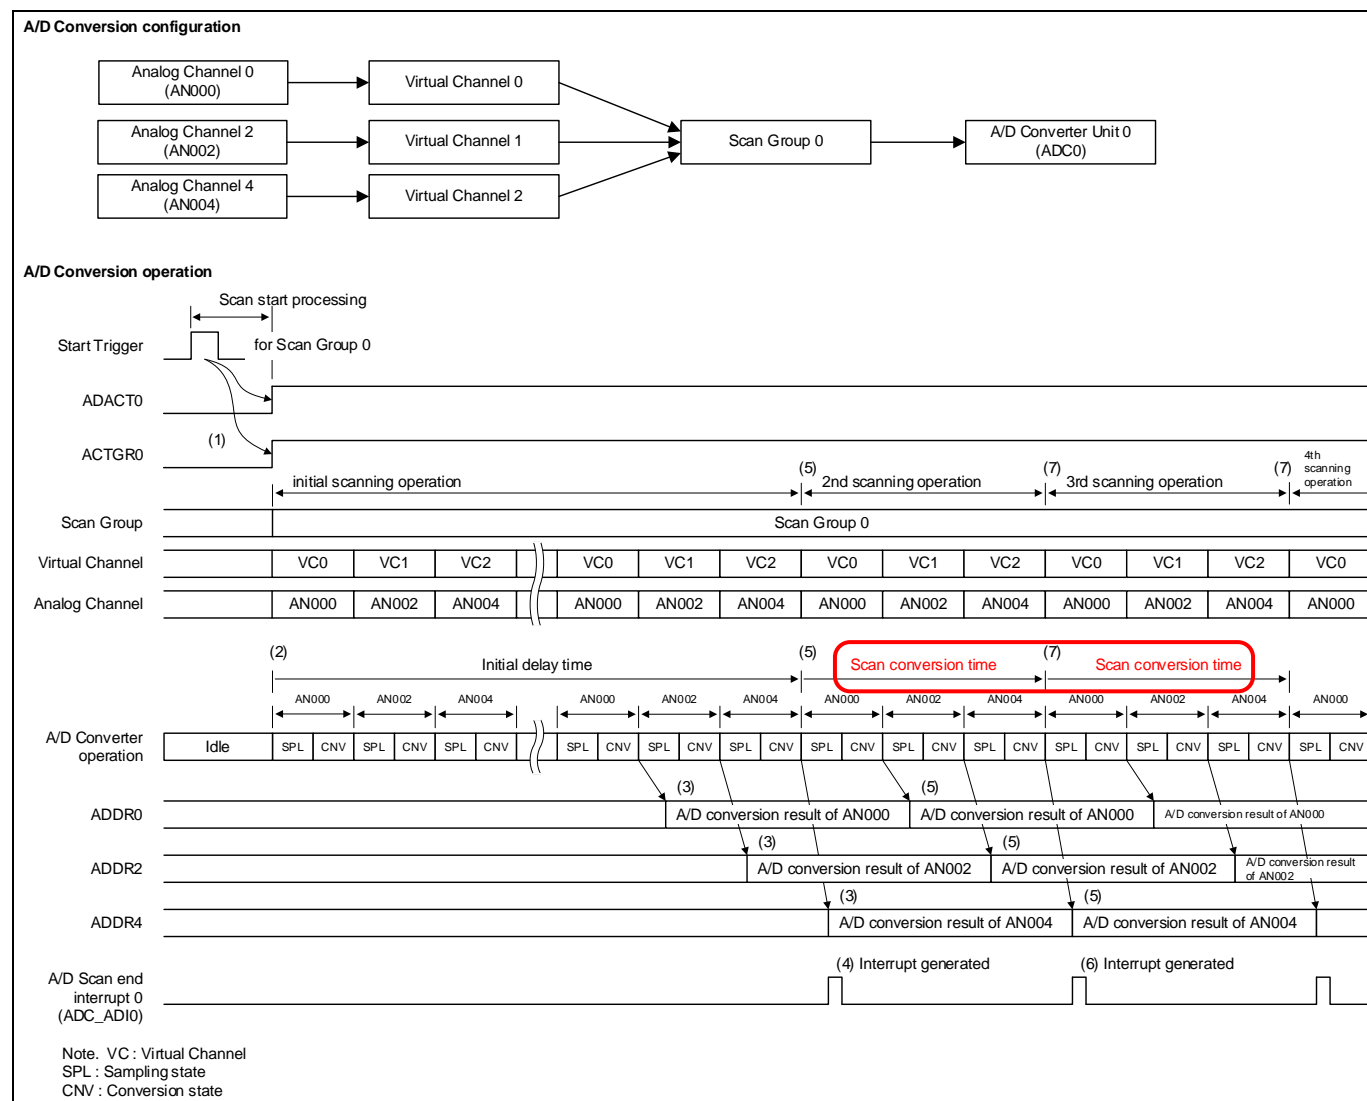 A/D Conversion configuration
Analog Channel 0
(AN000)
Virtual Channel 0
Analog Channel 2
(AN002)
Virtual Channel 1
Scan Group 0
A/D Converter Unit 0
(ADC0)
Analog Channel 4
(AN004)
Virtual Channel 2
A/D Conversion operation
Scan start processing
Start Trigger
for Scan Group 0
ADACT0
(1)
ACTGR0
initial scanning operation
(5)
2nd scanning operation
(7)
3rd scanning operation
(7)
4th
scanning
operation
Scan Group
Scan Group 0
Virtual Channel
VC0 VC1 VC2 VC0 VC1 VC2 VC0 VC1 VC2 VC0 VC1 VC2 VC0
Analog Channel
AN000 AN002 AN004 AN000 AN002 AN004 AN000 AN002 AN004 AN000 AN002 AN004 AN000
(2)
Initial delay time
(5)
Scan conversion time
(7)
Scan conversion time
AN000 AN002 AN004 AN000 AN002 AN004 AN000 AN002 AN004 AN000 AN002 AN004 AN000
A/D Converter
operation
Idle SPL CNV SPL CNV SPL CNV SPL CNV SPL CNV SPL CNV SPL CNV SPL CNV SPL CNV SPL CNV SPL CNV SPL CNV SPL CNV
(3)
(5)
ADDR0
A/D conversion result of AN000
A/D conversion result of AN000
A/D conversion result of AN000
(3)
(5)
ADDR2
A/D conversion result of AN002
A/D conversion result of AN002
A/D conversion result
of AN002
(3)
(5)
ADDR4
A/D conversion result of AN004
A/D conversion result of AN004
(4) Interrupt generated
(6) Interrupt generated
A/D Scan end
interrupt 0
(ADC_ADI0)
Note. VC : Virtual Channel
SPL : Sampling state
CNV : Conversion state